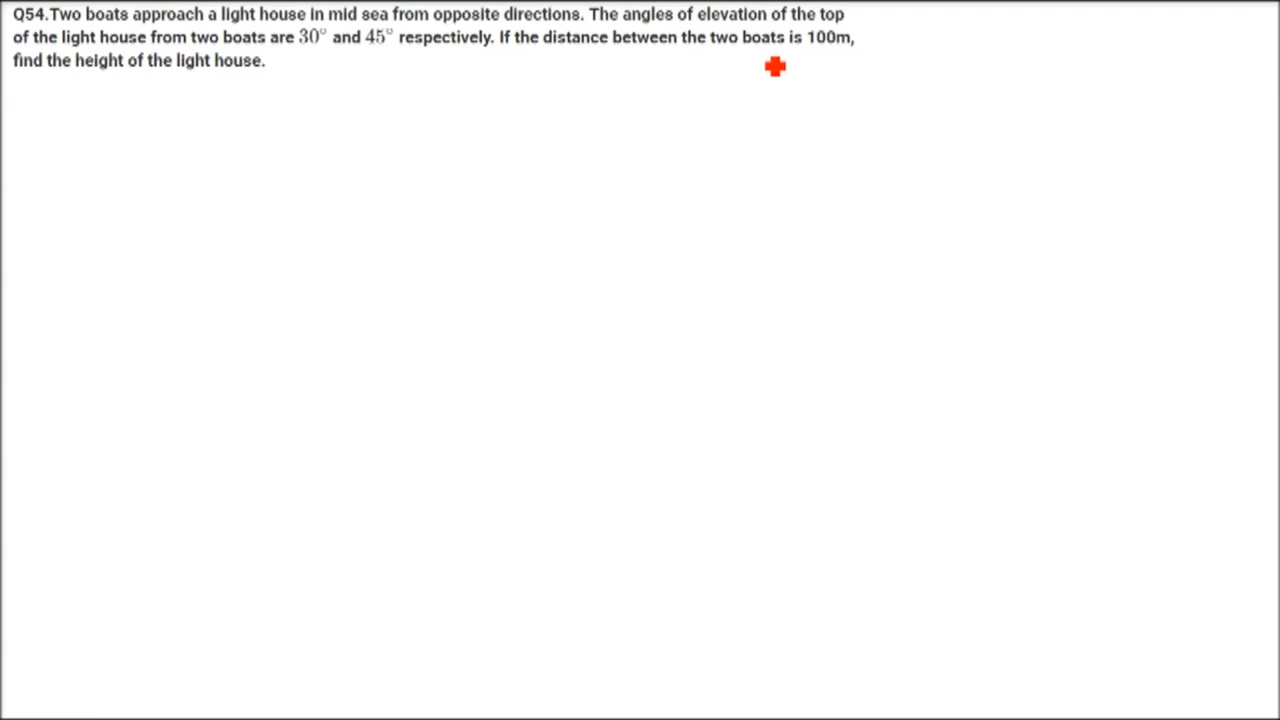 Q54.Two boats approach a light house in mid sea from opposite directions. The angles of elevation of the top
of the light house from two boats are 30° and 45° respectively. If the distance between the two boats is 100m,
find the height of the light house.